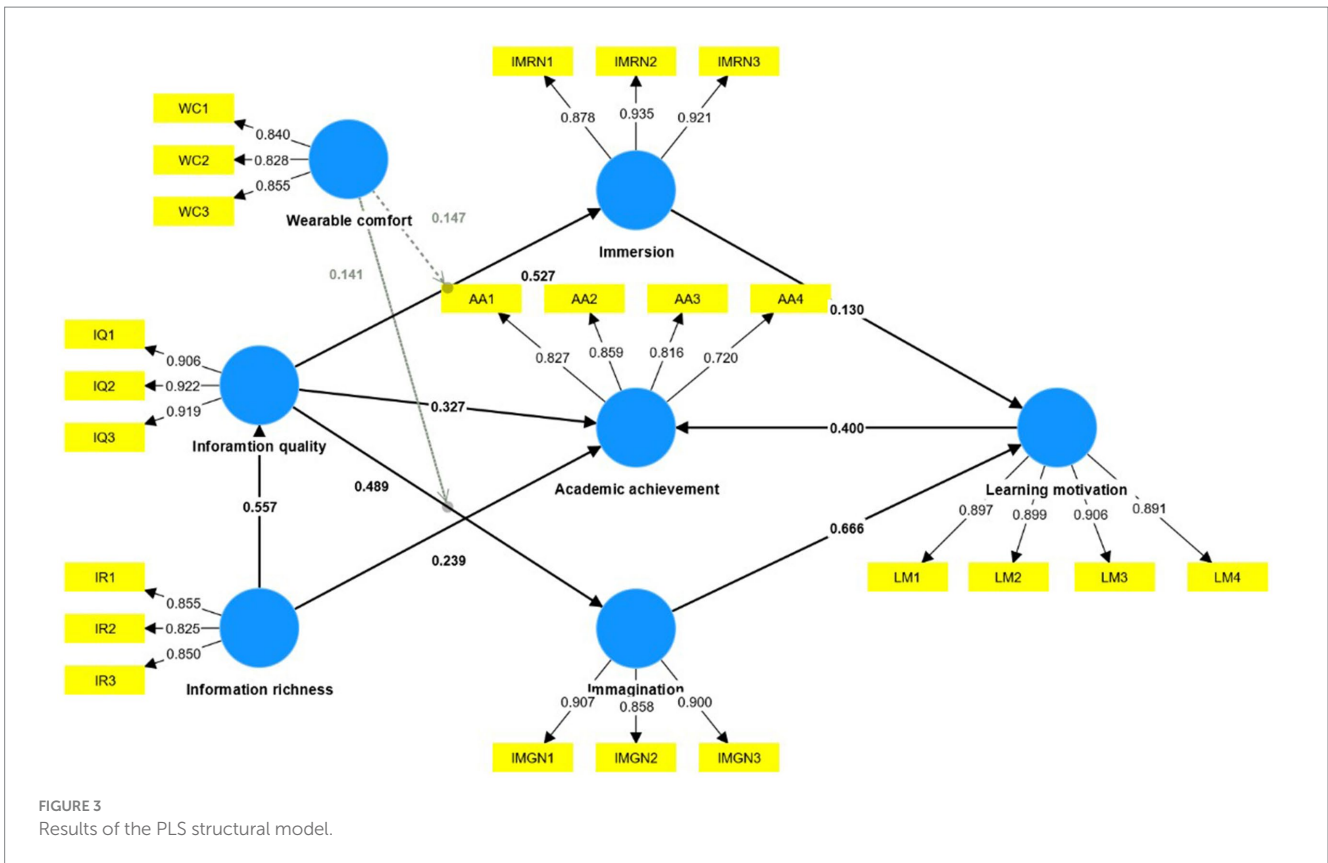 IMRN1 IMRN2 IMRN3
WC1
0.878 0.935 0.921
0.840
WC2
0.828
0.855
WC3
Wearable comfort
0.147
Immersion
0.141
0.527
AA1 AA2 AA3 AA4
0.130
IQ1
0.906
0.827 0.859 0.816 0.720
IQ2
0.922
0.919
IQ3
0.327
0.400
Inforamtion quality
0.489
Academic achievement
Learning motivation
0.557
0.897 0.899 0.906 0.891
0.666
0.239
IR1
0.855
LM1 LM2 LM3 LM4
IR2
0.825
0.850
IR3
Information richness
Immagination
0.907 0.858 0.900
IMGN1 IMGN2 IMGN3
FIGURE 3
Results of the PLS structural model.